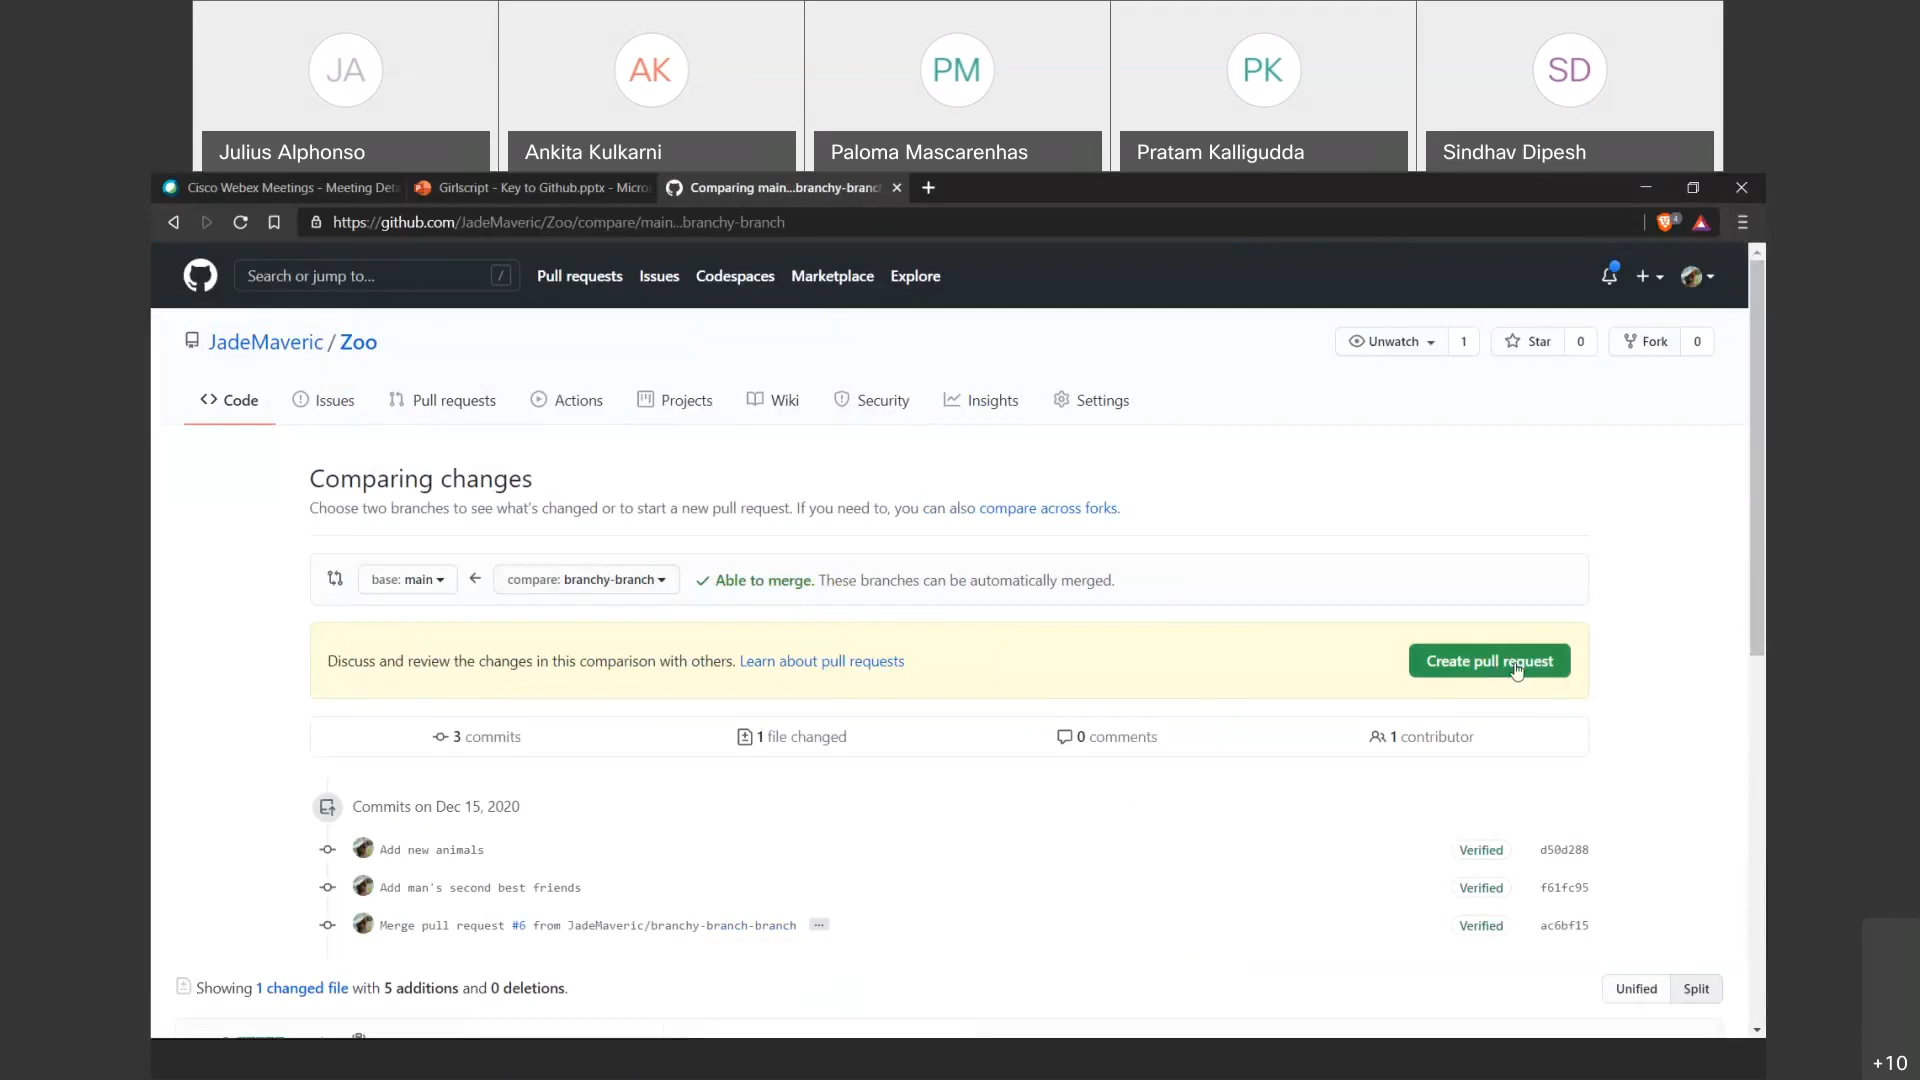 JA
AK
PM
PK
SD
Julius Alphonso
Ankita Kulkarni
Paloma Mascarenhas
Pratam Kalligudda
Sindhav Dipesh
Cisco Webex Meetings - Meeting Deta
Girlscript - Key to Github.pptx - Micro
Comparing main...branchy-branc
https://github.com/JadeMaveric/Zoo/compare/main...branchy-branch
4
Search or jump to...
/
Pull requests
Issues
Codespaces
Marketplace
Explore
JadeMaveric / Zoo
Unwatch 1
Star 0
Fork 0
Code
Issues
Pull requests
Actions
Projects
Wiki
Security
Insights
Settings
Comparing changes
Choose two branches to see what's changed or to start a new pull request. If you need to, you can also compare across forks.
base: main
compare: branchy-branch
Able to merge. These branches can be automatically merged.
Discuss and review the changes in this comparison with others. Learn about pull requests
Create pull request
3 commits
1 file changed
0 comments
1 contributor
Commits on Dec 15, 2020
Add new animals Verified d50d288
Add man's second best friends Verified f61fc95
Merge pull request #6 from JadeMaveric/branchy-branch-branch ... Verified ac6bf15
Showing 1 changed file with 5 additions and 0 deletions.
Unified Split
+10